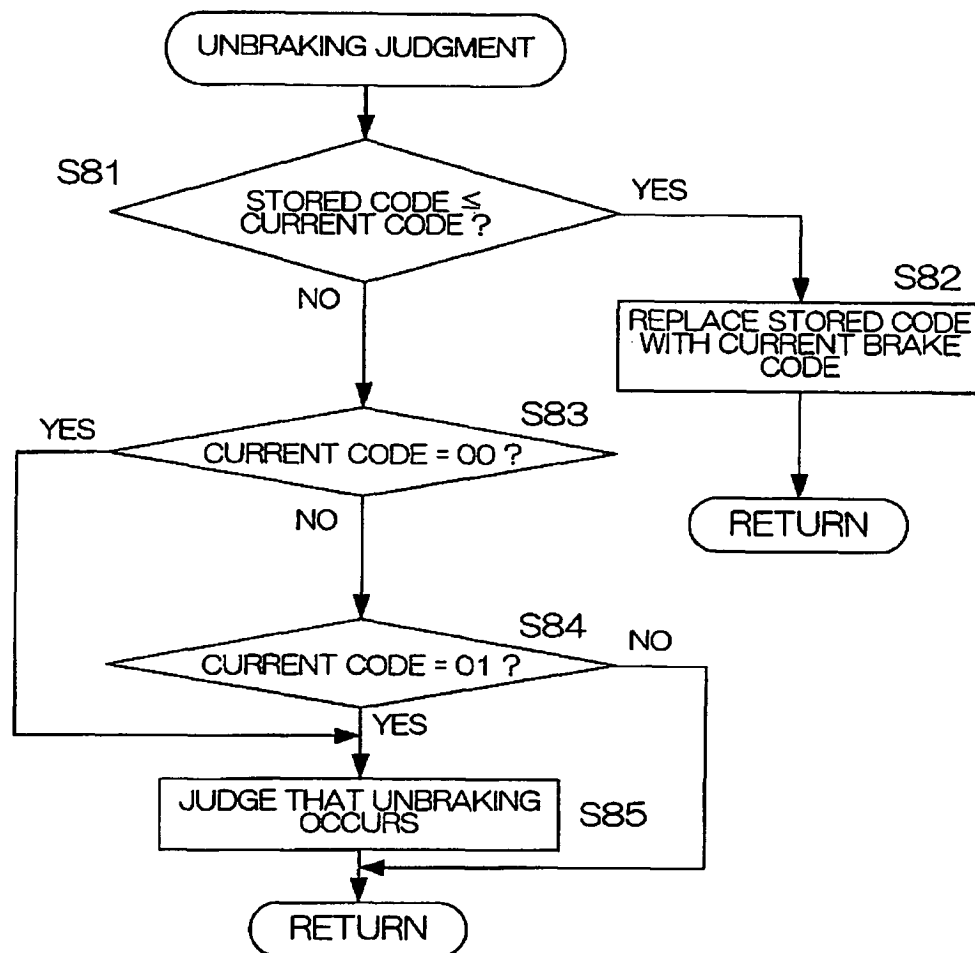 UNBRAKING JUDGMENT
S81
STORED CODE ≤
CURRENT CODE ?
YES
NO
S82
REPLACE STORED CODE
WITH CURRENT BRAKE
CODE
RETURN
S83
YES
CURRENT CODE = 00 ?
NO
S84
CURRENT CODE = 01 ?
NO
YES
JUDGE THAT UNBRAKING
OCCURS
S85
RETURN